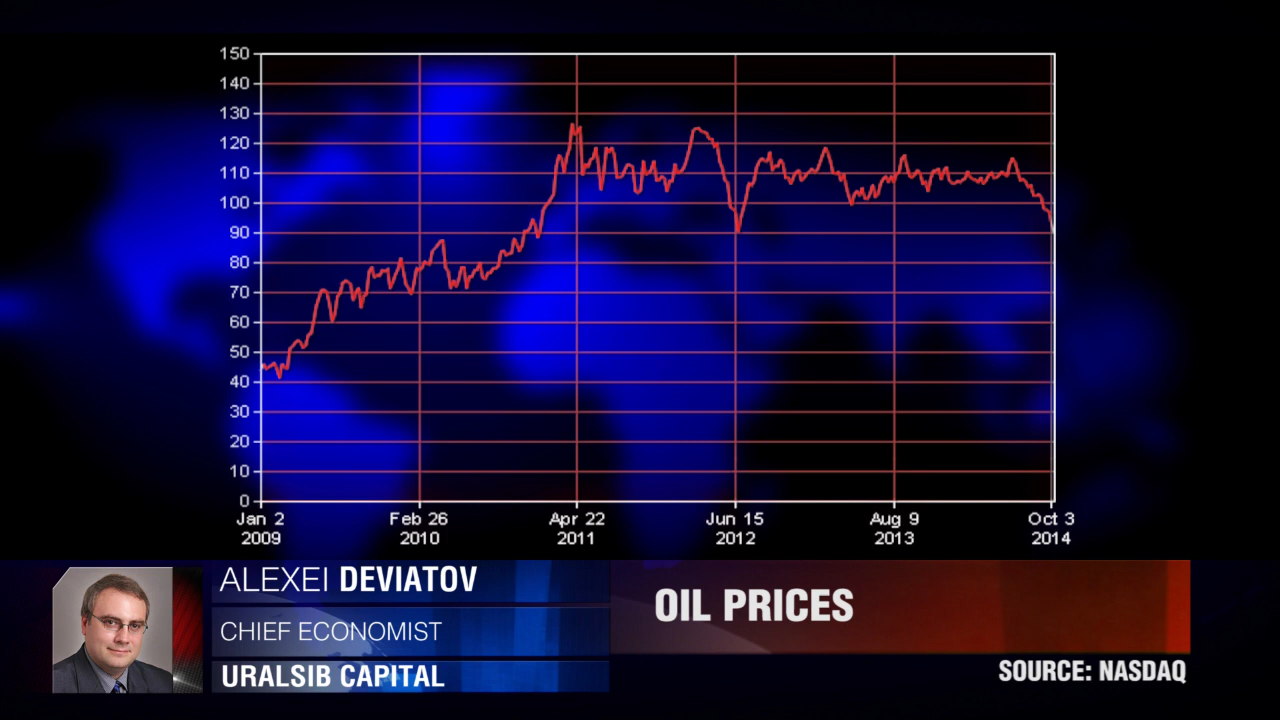 150
140
130
120
110
100
90
80
70
60
50
40
30
20
10
0
Jan 2 Feb 26 Apr 22 Jun 15 Aug 9 Oct 3
2009 2010 2011 2012 2013 2014
ALEXEI DEVIATOV
CHIEF ECONOMIST
URALSIB CAPITAL
OIL PRICES
SOURCE: NASDAQ